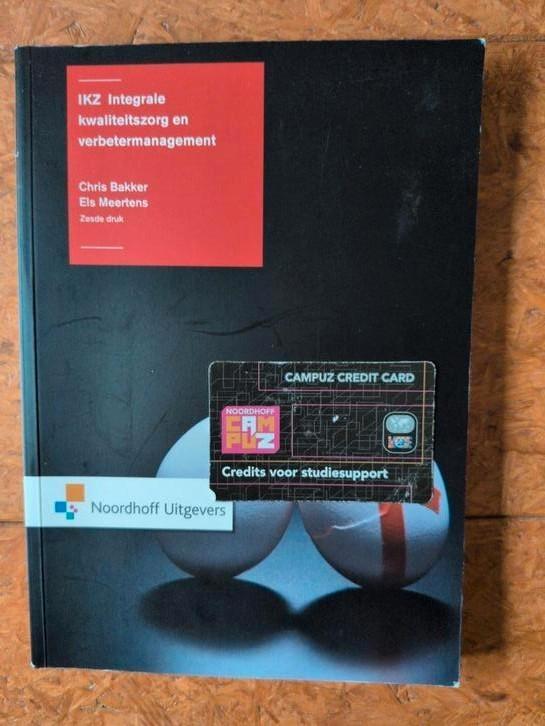 IKZ Integrale
kwaliteitszorg en
verbetermanagement
Chris Bakker
Els Meertens
Zesde druk
CAMPUZ CREDIT CARD
NOORDHOFF
CAM
PUZ
Credits voor studiesupport
Noordhoff Uitgevers